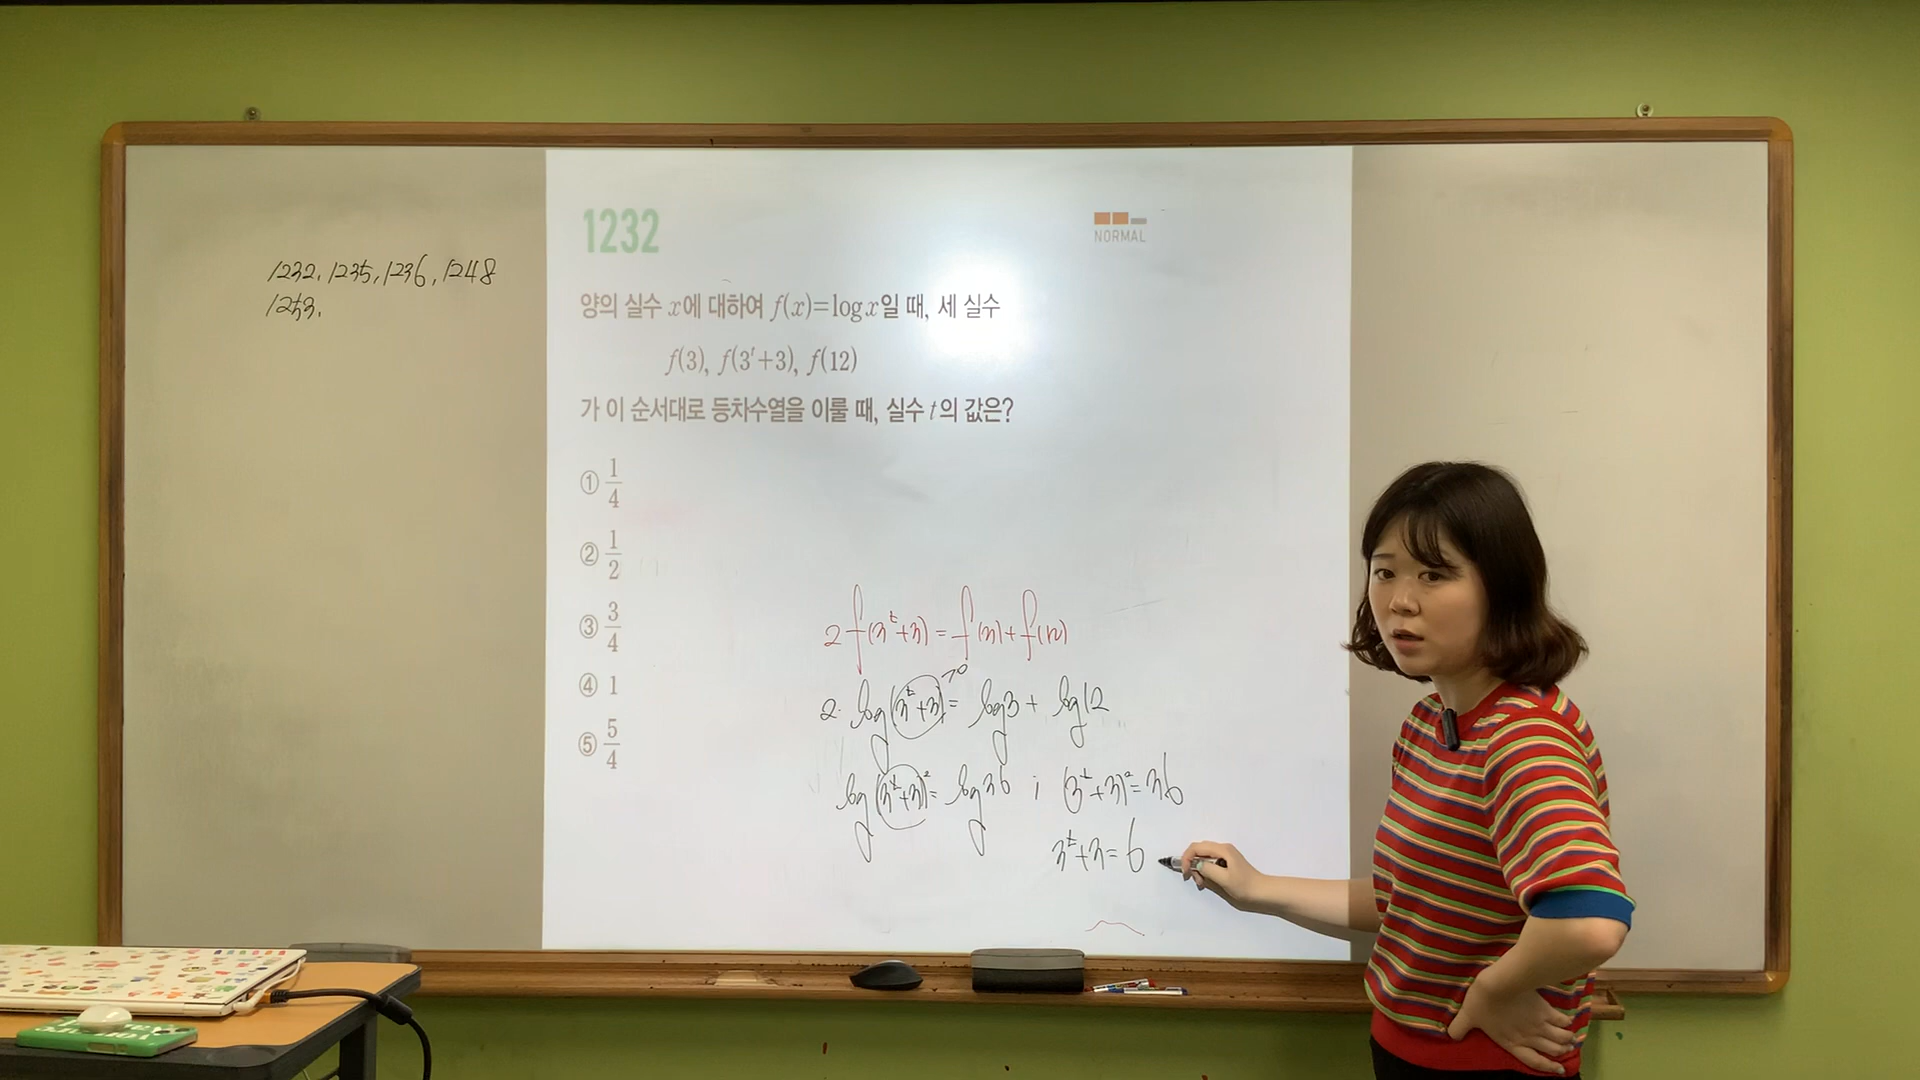 1232
NORMAL
1232, 1235, 1236, 1248
1253,
양의 실수 x에 대하여 f(x)=log x일 때, 세 실수
f(3), f(3ᵗ+3), f(12)
가 이 순서대로 등차수열을 이룰 때, 실수 t의 값은?
① 1/4
② 1/2
③ 3/4
④ 1
⑤ 5/4
2f(3ᵗ+3)=f(3)+f(12)
2·log(3ᵗ+3)>0 = log3 + log12
log(3ᵗ+3)²=log36 ; (3ᵗ+3)²=36
3ᵗ+3=6